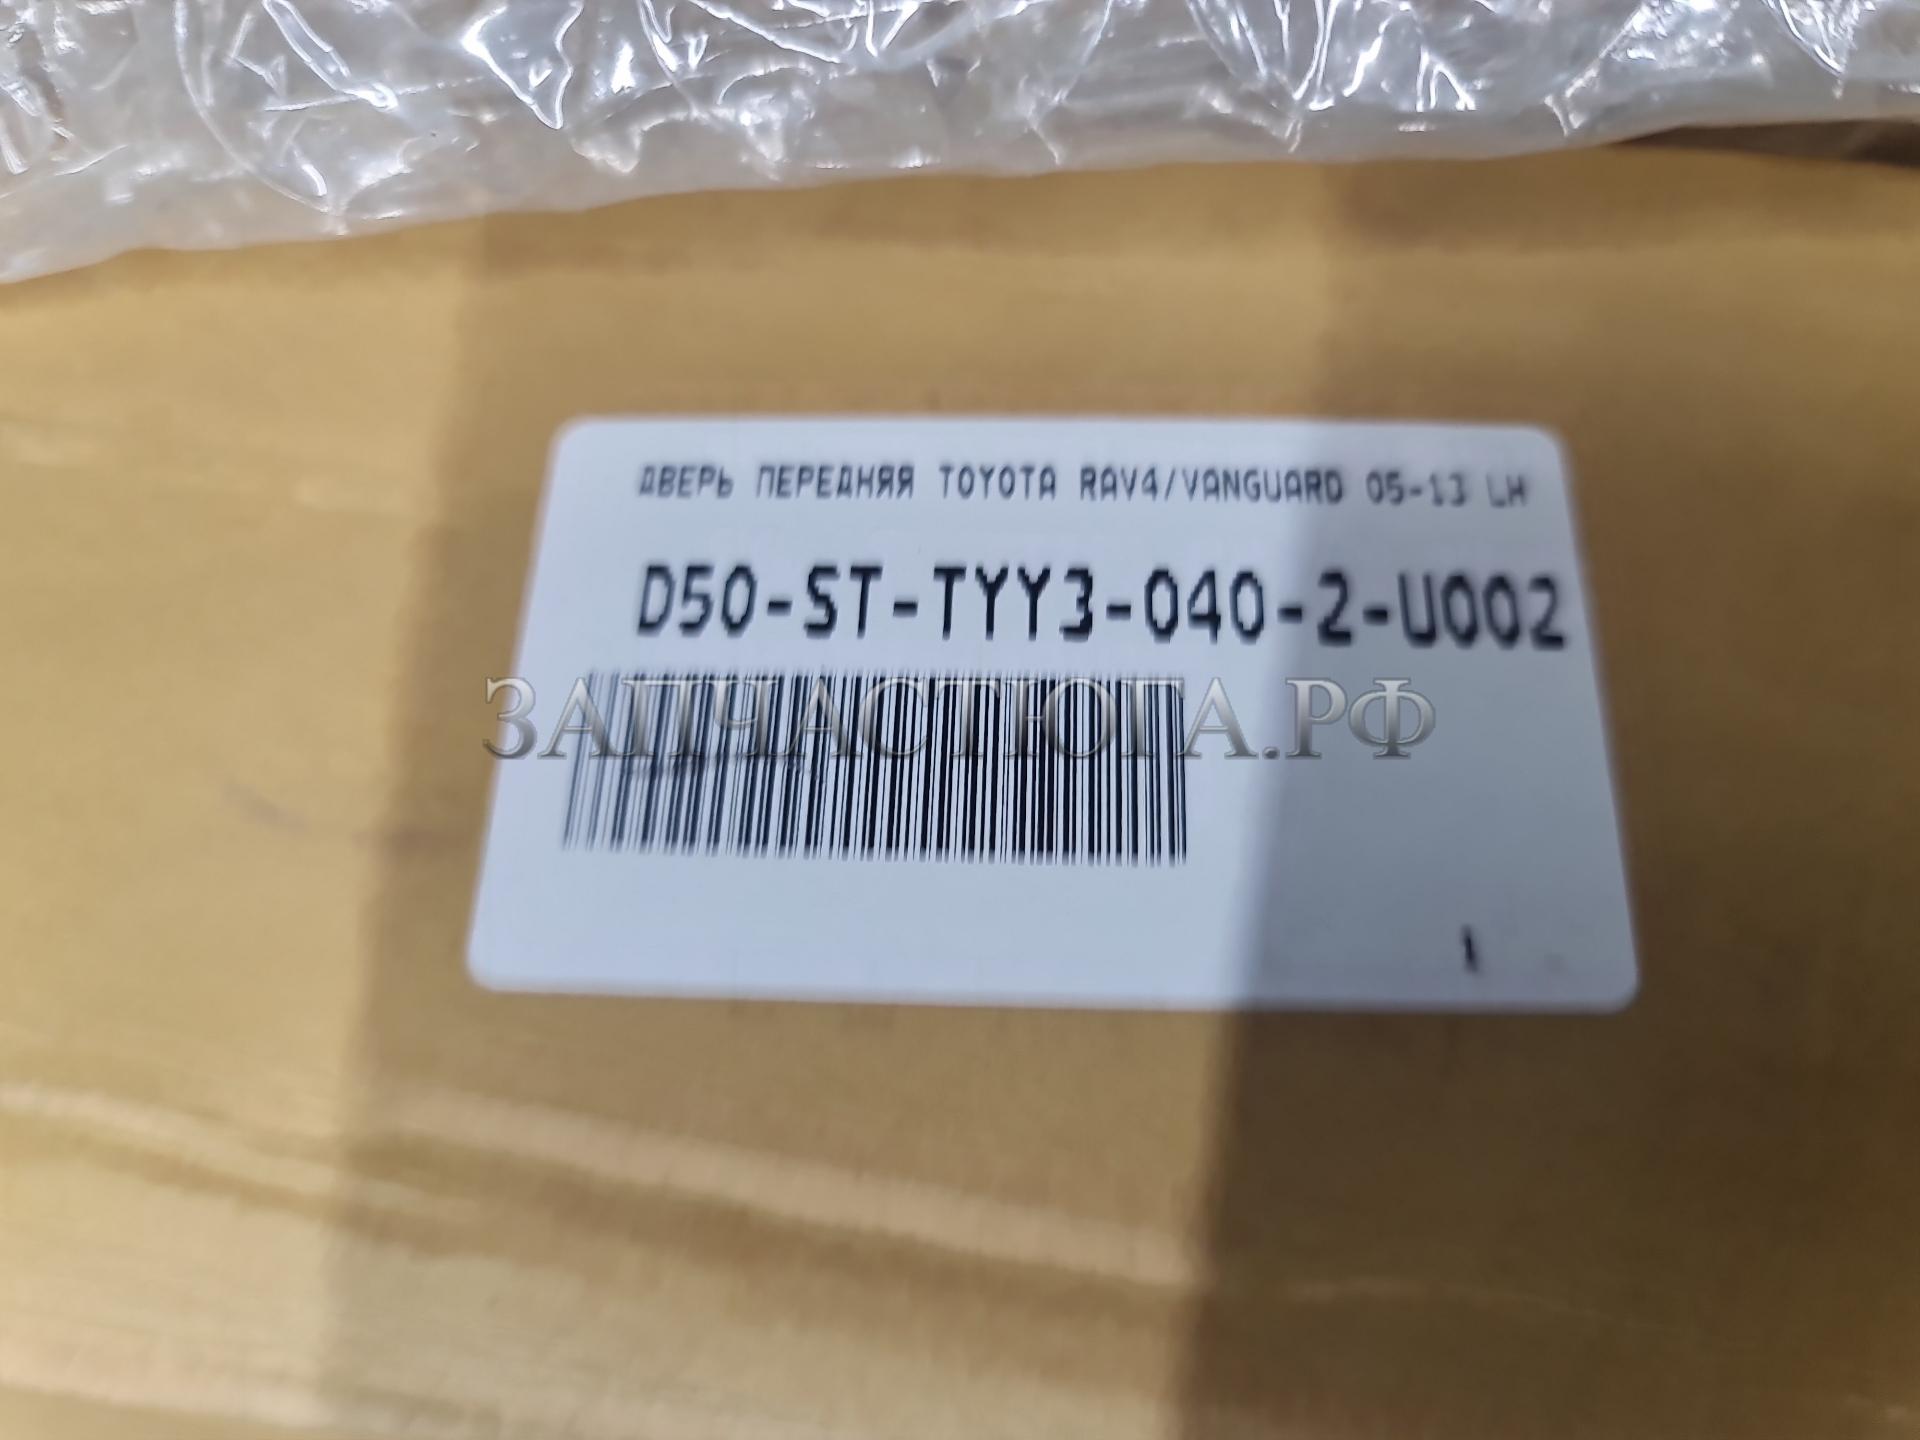 ДВЕРЬ ПЕРЕДНЯЯ TOYOTA RAV4/VANGUARD 05-13 LH
D50-ST-TYY3-040-2-U002
ЗАПЧАСТЮГА.РФ
1